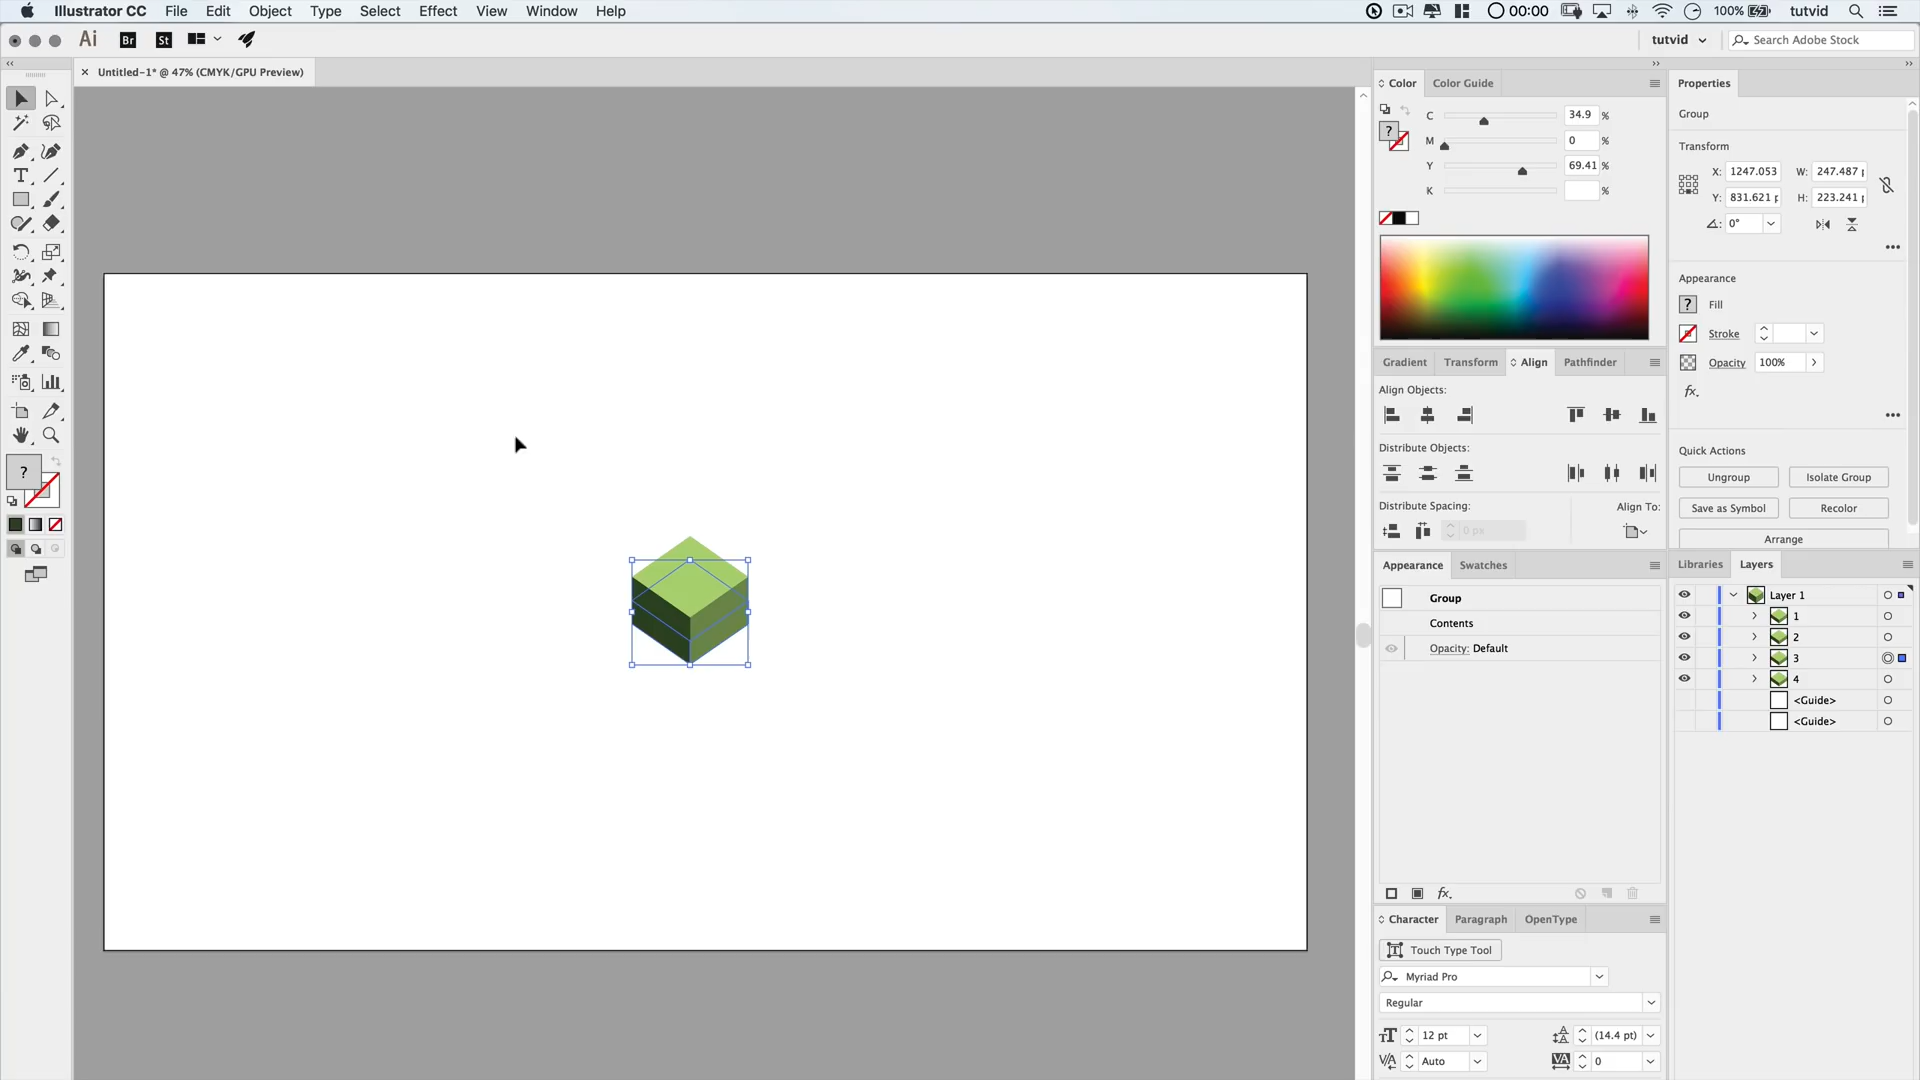 Illustrator CC File Edit Object Type Select Effect View Window Help 00:00 100% tutvid
Ai Br St tutvid Search Adobe Stock
Untitled-1* @ 47% (CMYK/GPU Preview)
Color Color Guide
C 34.9 %
M 0 %
Y 69.41 %
K %
?
Gradient Transform Align Pathfinder
Align Objects:
Distribute Objects:
Distribute Spacing: Align To:
0 px
Appearance Swatches
Group
Contents
Opacity: Default
fx.
Character Paragraph OpenType
Touch Type Tool
Myriad Pro
Regular
12 pt (14.4 pt)
Auto 0
Properties
Group
Transform
X: 1247.053 W: 247.487 p
Y: 831.621 p H: 223.241 p
0°
Appearance
? Fill
Stroke
Opacity 100%
fx.
Quick Actions
Ungroup Isolate Group
Save as Symbol Recolor
Arrange
Libraries Layers
Layer 1
1
2
3
4
<Guide>
<Guide>
T
?